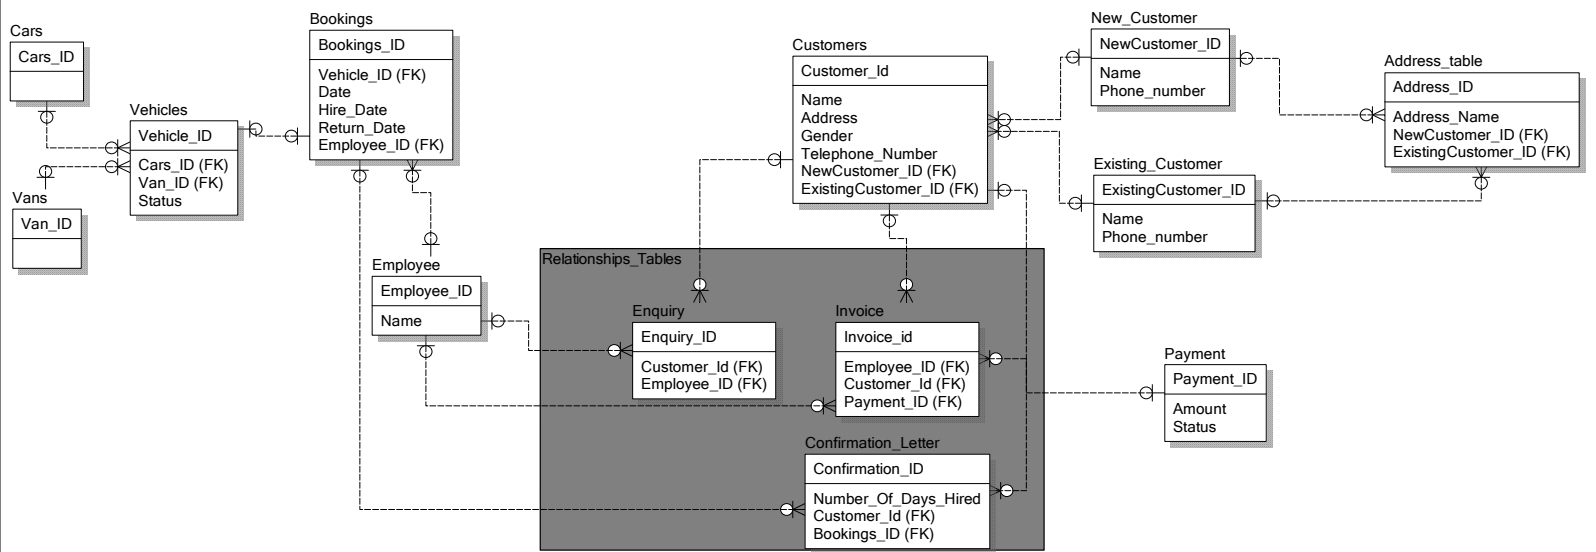 Cars
Cars_ID
Vehicles
Vehicle_ID
Cars_ID (FK)
Van_ID (FK)
Status
Vans
Van_ID
Bookings
Bookings_ID
Vehicle_ID (FK)
Date
Hire_Date
Return_Date
Employee_ID (FK)
Employee
Employee_ID
Name
Customers
Customer_Id
Name
Address
Gender
Telephone_Number
NewCustomer_ID (FK)
ExistingCustomer_ID (FK)
New_Customer
NewCustomer_ID
Name
Phone_number
Existing_Customer
ExistingCustomer_ID
Name
Phone_number
Address_table
Address_ID
Address_Name
NewCustomer_ID (FK)
ExistingCustomer_ID (FK)
Relationships_Tables
Enquiry
Enquiry_ID
Customer_Id (FK)
Employee_ID (FK)
Invoice
Invoice_id
Employee_ID (FK)
Customer_Id (FK)
Payment_ID (FK)
Confirmation_Letter
Confirmation_ID
Number_Of_Days_Hired
Customer_Id (FK)
Bookings_ID (FK)
Payment
Payment_ID
Amount
Status